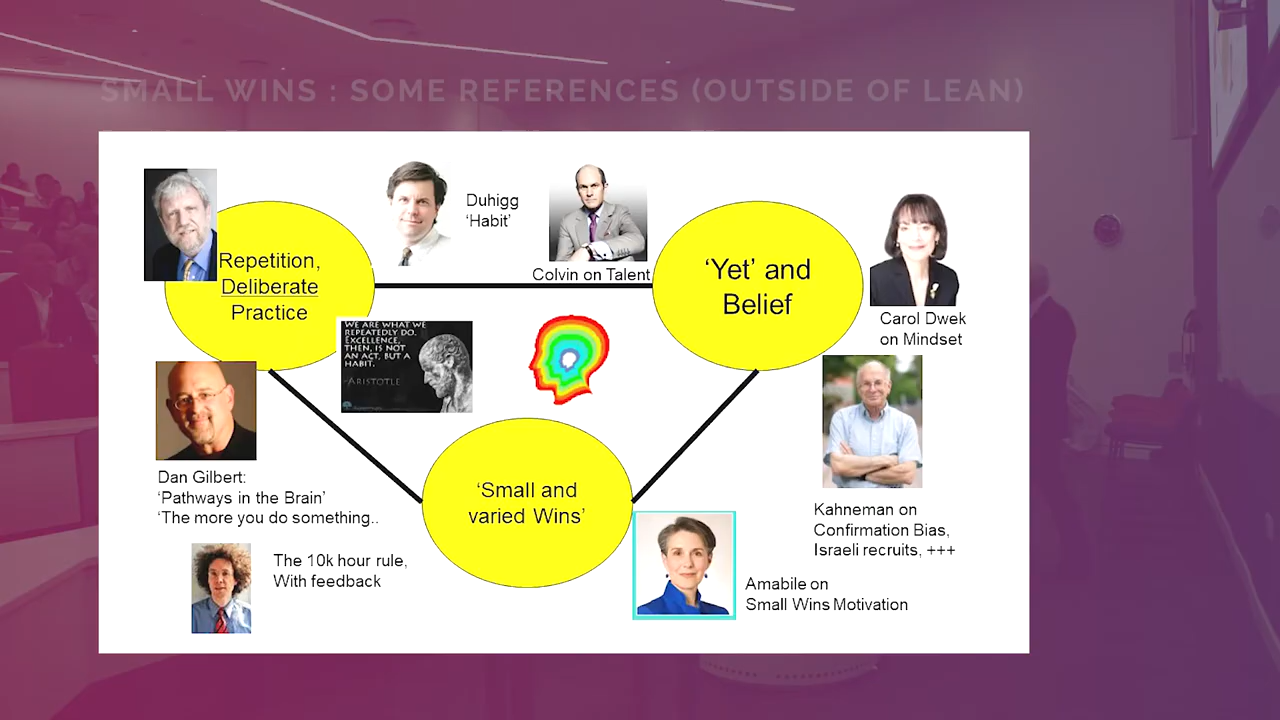 SMALL WINS : SOME REFERENCES (OUTSIDE OF LEAN)
Duhigg
‘Habit’
Colvin on Talent
Repetition,
Deliberate
Practice
‘Yet’ and
Belief
Carol Dwek
on Mindset
WE ARE WHAT WE
REPEATEDLY DO.
EXCELLENCE,
THEN, IS NOT
AN ACT, BUT A
HABIT.
-ARISTOTLE
Dan Gilbert:
‘Pathways in the Brain’
‘The more you do something..
‘Small and
varied Wins’
Kahneman on
Confirmation Bias,
Israeli recruits, +++
The 10k hour rule,
With feedback
Amabile on
Small Wins Motivation